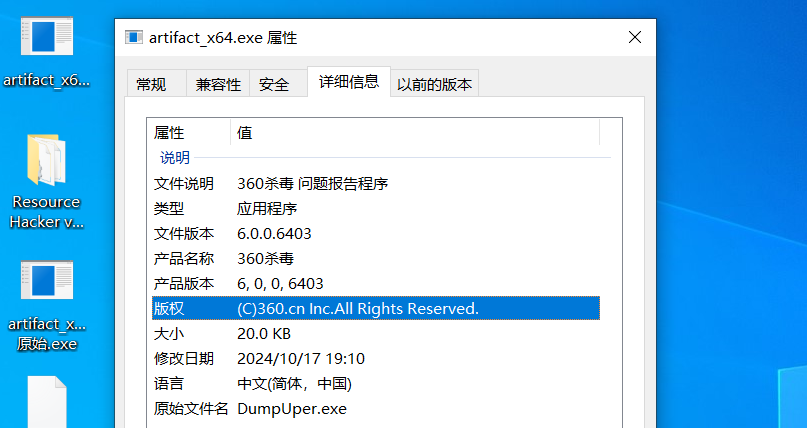 artifact_x64.exe 属性
常规
兼容性
安全
详细信息
以前的版本
属性 值
说明
文件说明 360杀毒 问题报告程序
类型 应用程序
文件版本 6.0.0.6403
产品名称 360杀毒
产品版本 6, 0, 0, 6403
版权 (C)360.cn Inc.All Rights Reserved.
大小 20.0 KB
修改日期 2024/10/17 19:10
语言 中文(简体，中国)
原始文件名 DumpUper.exe
artifact_x6...
Resource
Hacker v...
artifact_x...
原始.exe